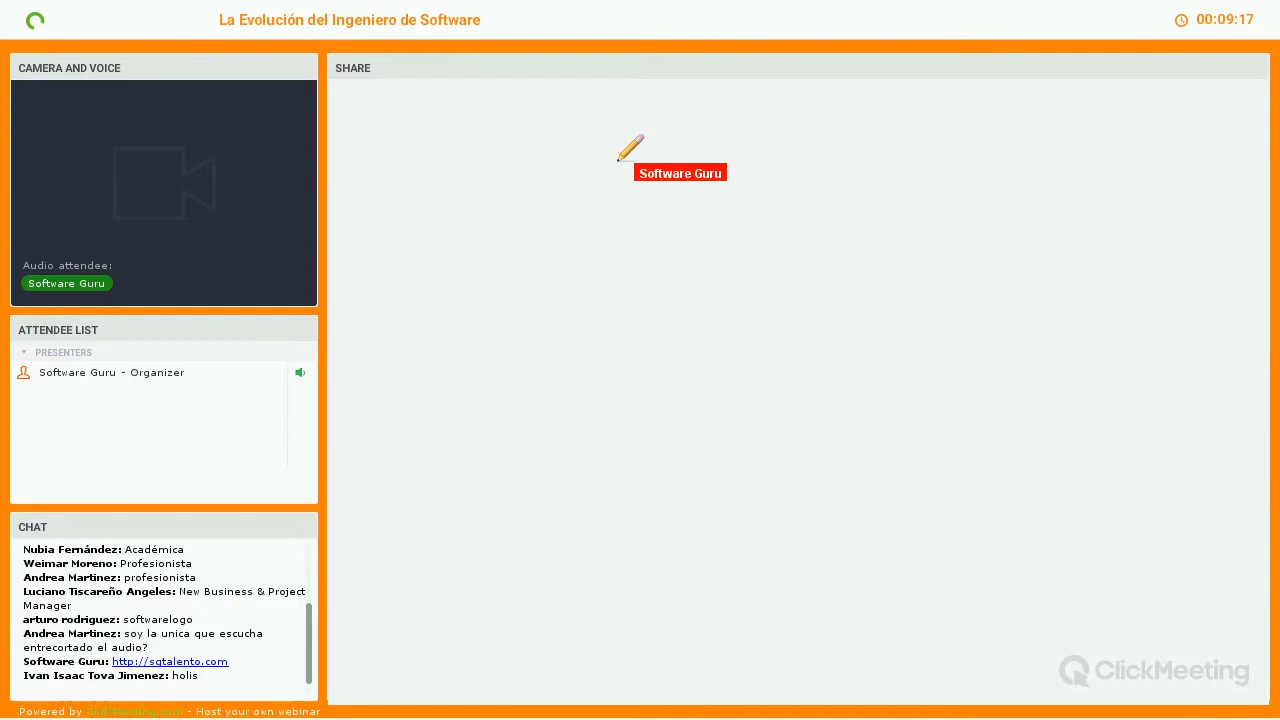 La Evolución del Ingeniero de Software
00:09:17
CAMERA AND VOICE
Audio attendee:
Software Guru
ATTENDEE LIST
PRESENTERS
Software Guru - Organizer
CHAT
Nubia Fernández: Académica
Weimar Moreno: Profesionista
Andrea Martinez: profesionista
Luciano Tiscareño Angeles: New Business & Project
Manager
arturo rodriguez: softwarelogo
Andrea Martinez: soy la unica que escucha
entrecortado el audio?
Software Guru: http://sgtalento.com
Ivan Isaac Tova Jimenez: holis
Powered by ClickMeeting.com - Host your own webinar
SHARE
Software Guru
ClickMeeting